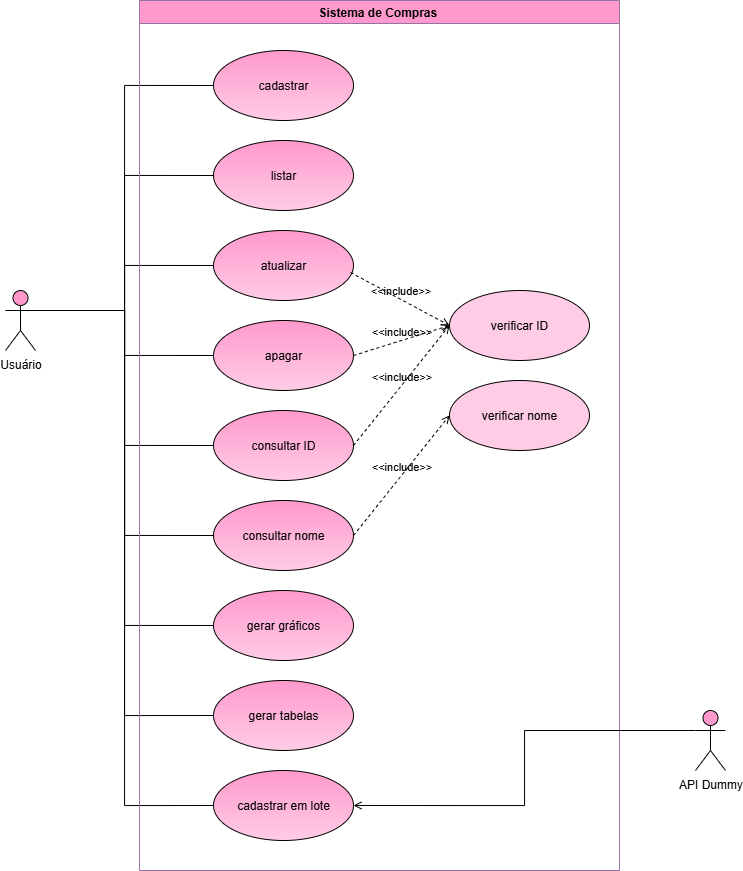 Sistema de Compras
cadastrar
listar
atualizar
<<include>>
verificar ID
Usuário
<<include>>
apagar
<<include>>
verificar nome
consultar ID
<<include>>
consultar nome
gerar gráficos
gerar tabelas
API Dummy
cadastrar em lote